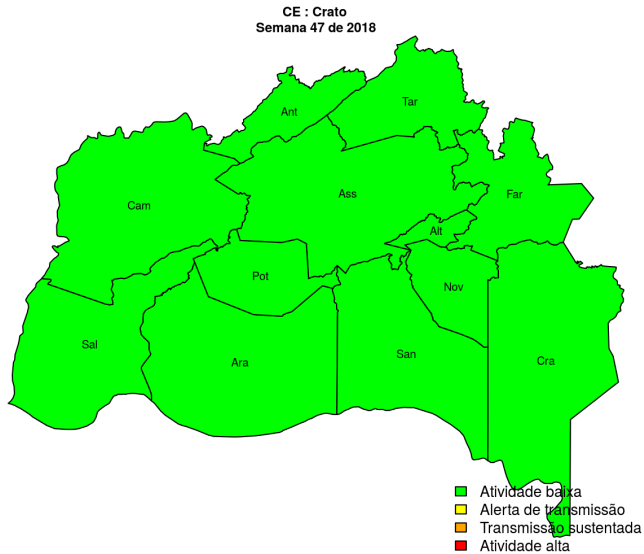 CE : Crato
Semana 47 de 2018
Tar
Ant
Ass
Far
Cam
Alt
Pot
Nov
Sal
San
Cra
Ara
Atividade baixa
Alerta de transmissão
Transmissão sustentada
Atividade alta